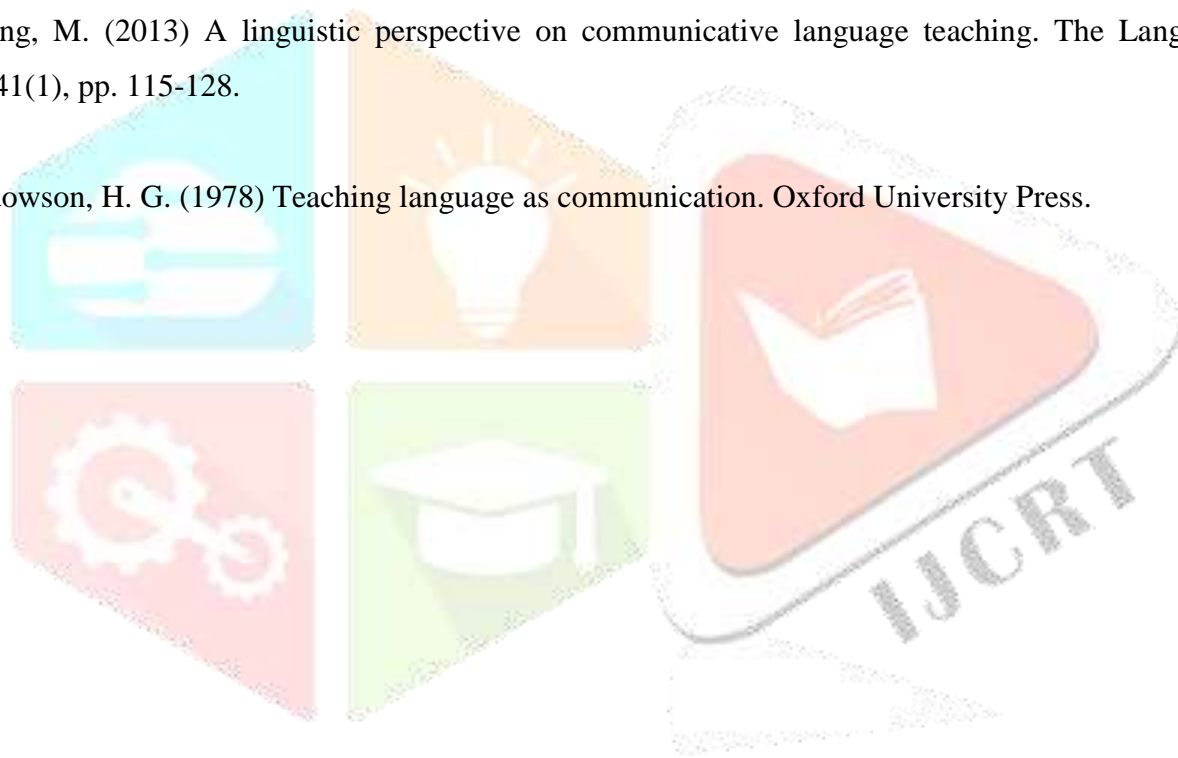 ng, M. (2013) A linguistic perspective on communicative language teaching. The Lang
41(1), pp. 115-128.
owson, H. G. (1978) Teaching language as communication. Oxford University Press.
IJCRT